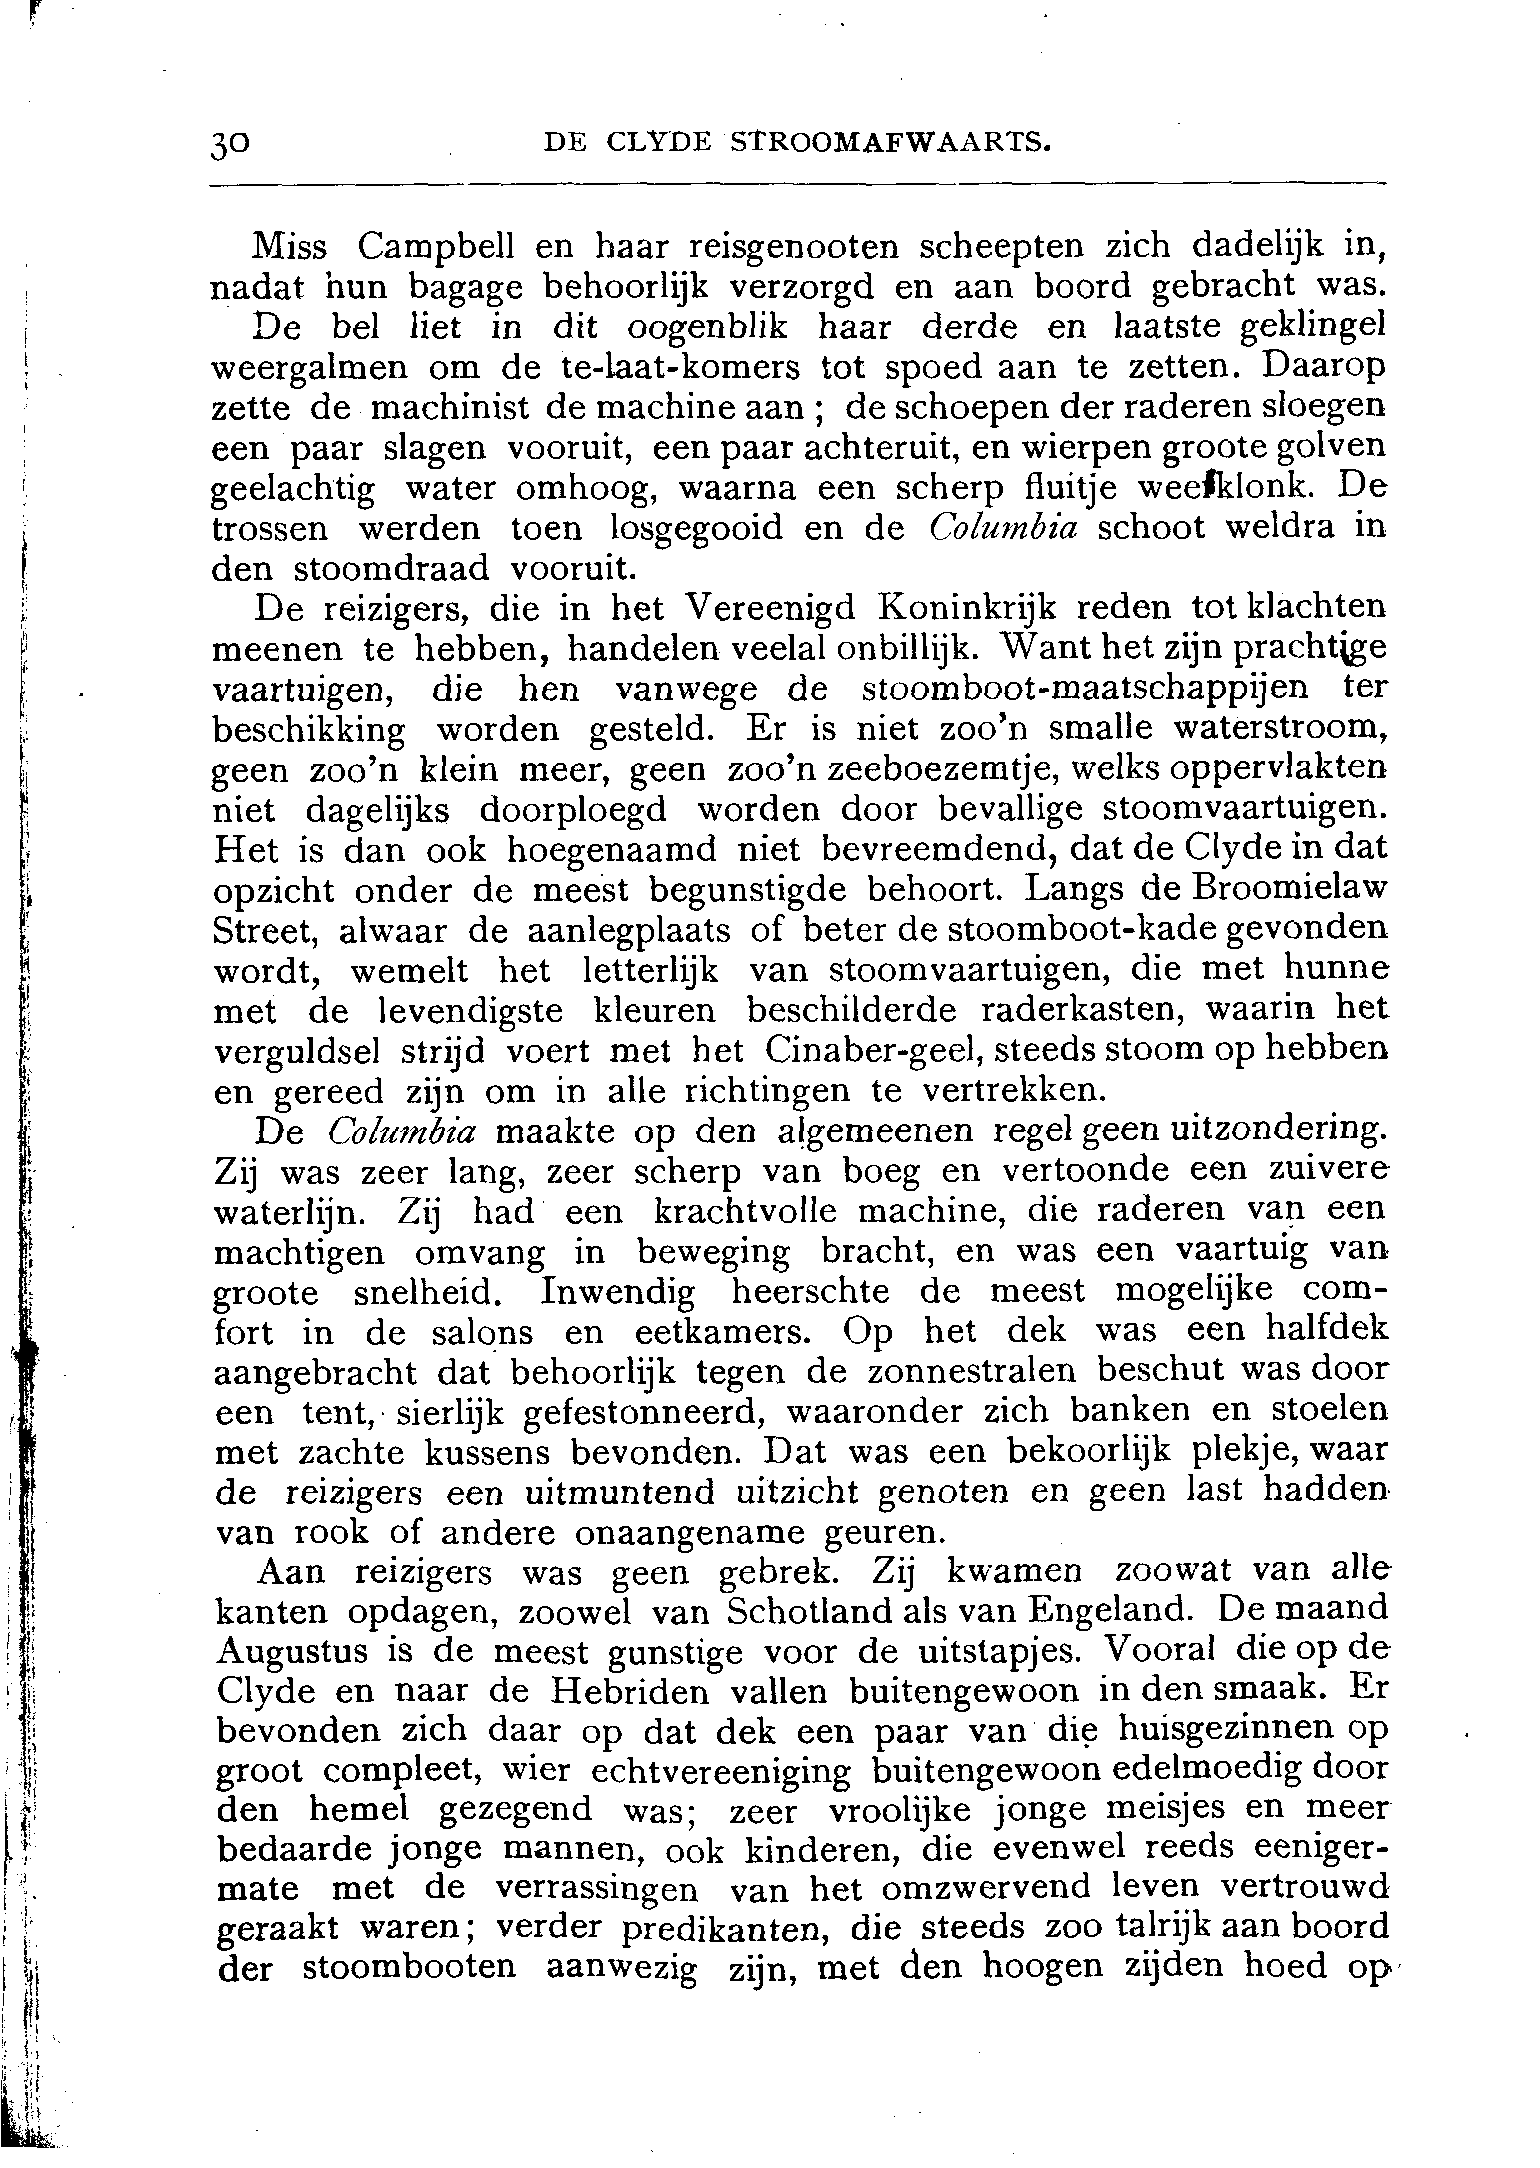 30 DE CLYDE STROOMAFWAARTS.
Miss Campbell en haar reisgenooten scheepten zich dadelijk in,
nadat hun bagage behoorlijk verzorgd en aan boord gebracht was.
De bel liet in dit oogenblik haar derde en laatste geklingel
weergalmen om de te-laat-komers tot spoed aan te zetten. Daarop
zette de machinist de machine aan ; de schoepen der raderen sloegen
een paar slagen vooruit, een paar achteruit, en wierpen groote golven
geelachtig water omhoog, waarna een scherp fluitje weerklonk. De
trossen werden toen losgegooid en de Columbia schoot weldra in
den stoomdraad vooruit.
De reizigers, die in het Vereenigd Koninkrijk reden tot klachten
meenen te hebben, handelen veelal onbillijk. Want het zijn prachtige
vaartuigen, die hen vanwege de stoomboot-maatschappijen ter
beschikking worden gesteld. Er is niet zoo'n smalle waterstroom,
geen zoo'n klein meer, geen zoo'n zeeboezemtje, welks oppervlakten
niet dagelijks doorploegd worden door bevallige stoomvaartuigen.
Het is dan ook hoegenaamd niet bevreemdend, dat de Clyde in dat
opzicht onder de meest begunstigde behoort. Langs de Broomielaw
Street, alwaar de aanlegplaats of beter de stoomboot-kade gevonden
wordt, wemelt het letterlijk van stoomvaartuigen, die met hunne
met de levendigste kleuren beschilderde raderkasten, waarin het
verguldsel strijd voert met het Cinaber-geel, steeds stoom op hebben
en gereed zijn om in alle richtingen te vertrekken.
De Columbia maakte op den algemeenen regel geen uitzondering.
Zij was zeer lang, zeer scherp van boeg en vertoonde een zuivere
waterlijn. Zij had een krachtvolle machine, die raderen van een
machtigen omvang in beweging bracht, en was een vaartuig van
groote snelheid. Inwendig heerschte de meest mogelijke com-
fort in de salons en eetkamers. Op het dek was een halfdek
aangebracht dat behoorlijk tegen de zonnestralen beschut was door
een tent, sierlijk gefestonneerd, waaronder zich banken en stoelen
met zachte kussens bevonden. Dat was een bekoorlijk plekje, waar
de reizigers een uitmuntend uitzicht genoten en geen last hadden
van rook of andere onaangename geuren.
Aan reizigers was geen gebrek. Zij kwamen zoowat van alle
kanten opdagen, zoowel van Schotland als van Engeland. De maand
Augustus is de meest gunstige voor de uitstapjes. Vooral die op de
Clyde en naar de Hebriden vallen buitengewoon in den smaak. Er
bevonden zich daar op dat dek een paar van die huisgezinnen op
groot compleet, wier echtvereeniging buitengewoon edelmoedig door
den hemel gezegend was; zeer vroolijke jonge meisjes en meer
bedaarde jonge mannen, ook kinderen, die evenwel reeds eeniger-
mate met de verrassingen van het omzwervend leven vertrouwd
geraakt waren; verder predikanten, die steeds zoo talrijk aan boord
der stoombooten aanwezig zijn, met den hoogen zijden hoed op